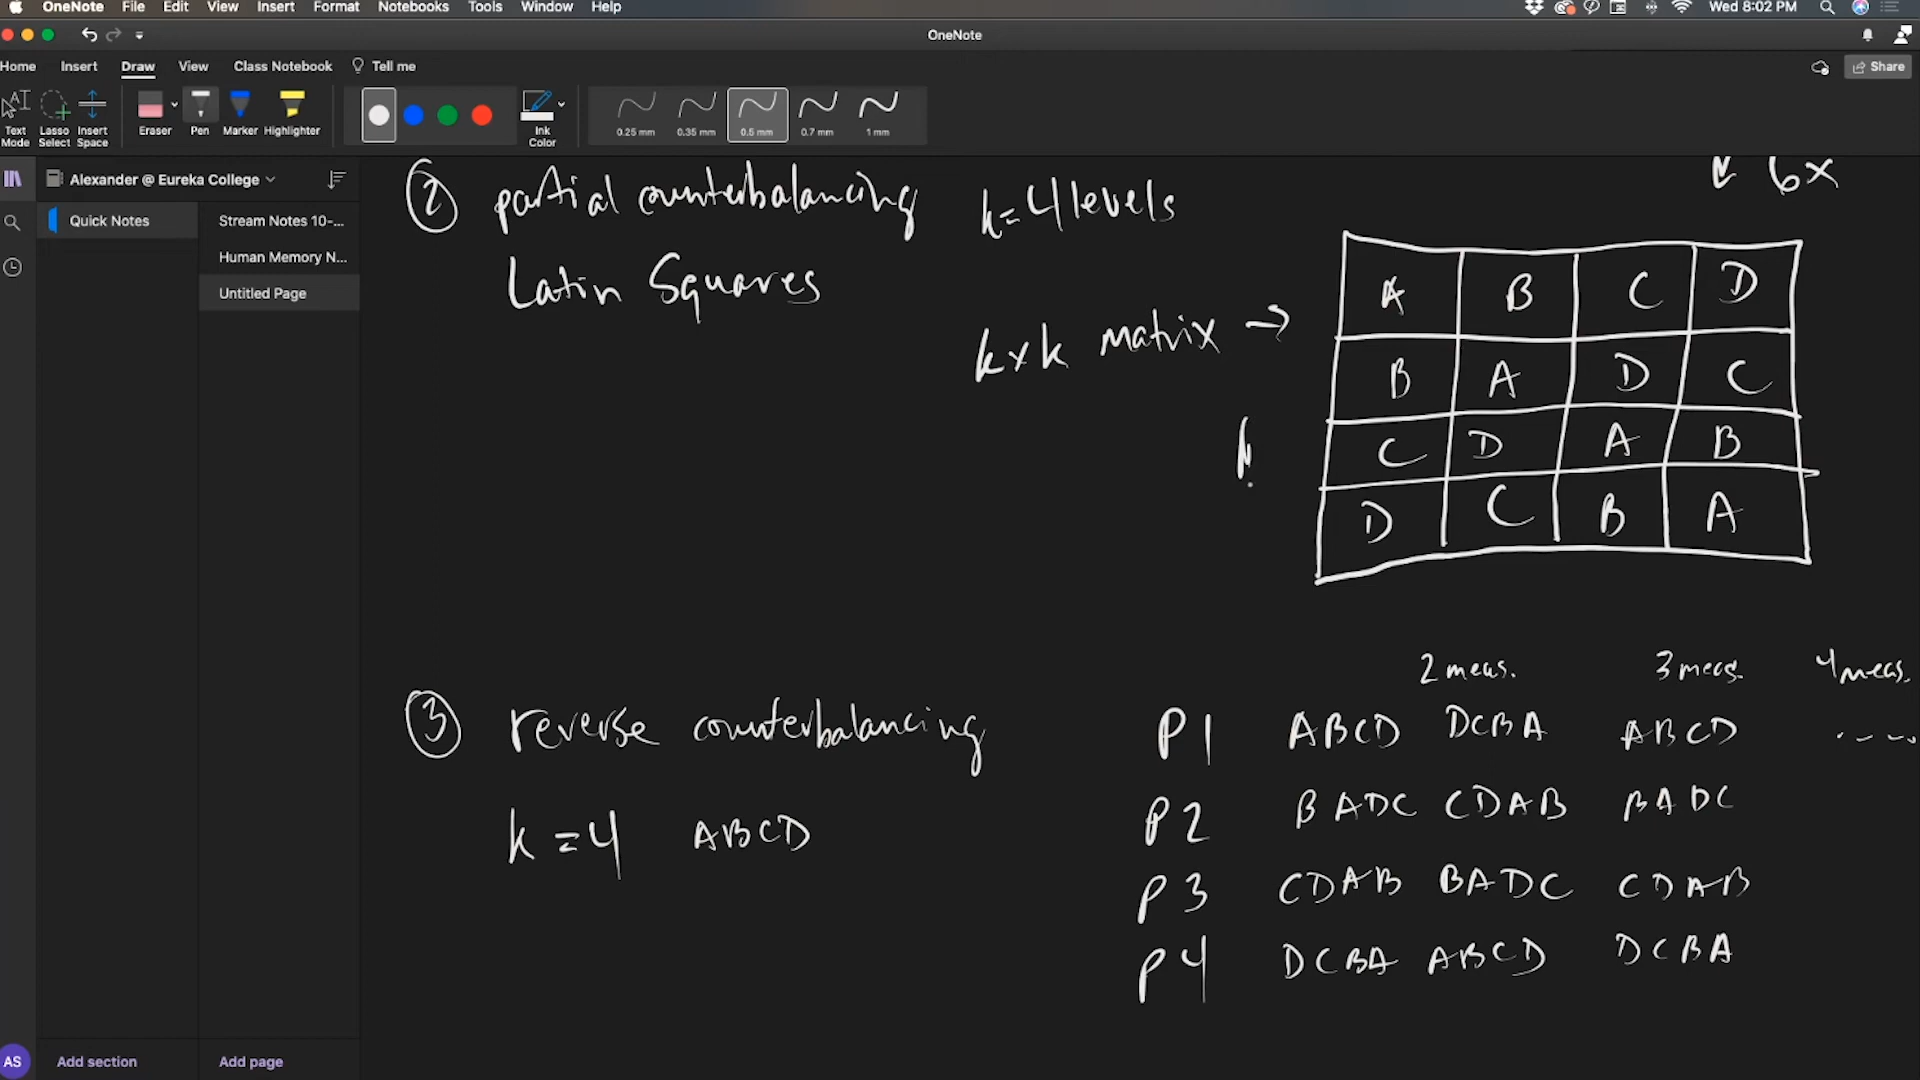 OneNote File Edit View Insert Format Notebooks Tools Window Help Wed 8:02 PM
OneNote
Home Insert Draw View Class Notebook Tell me Share
Text Mode Lasso Select Insert Space Eraser Pen Marker Highlighter Ink Color 0.25 mm 0.35 mm 0.5 mm 0.7 mm 1 mm
Alexander @ Eureka College
Quick Notes
Stream Notes 10-...
Human Memory N...
Untitled Page
6x
2 partial counterbalancing k=4 levels
Latin Squares
k x k matrix →
A B C D
B A D C
C D A B
D C B A
2 meas. 3 meas. 4 meas.
3 reverse counterbalancing
k = 4 ABCD
P1 ABCD DCBA ABCD ....
P2 BADC CDAB BADC
P3 CDAB BADC CDAB
P4 DCBA ABCD DCBA
AS Add section Add page